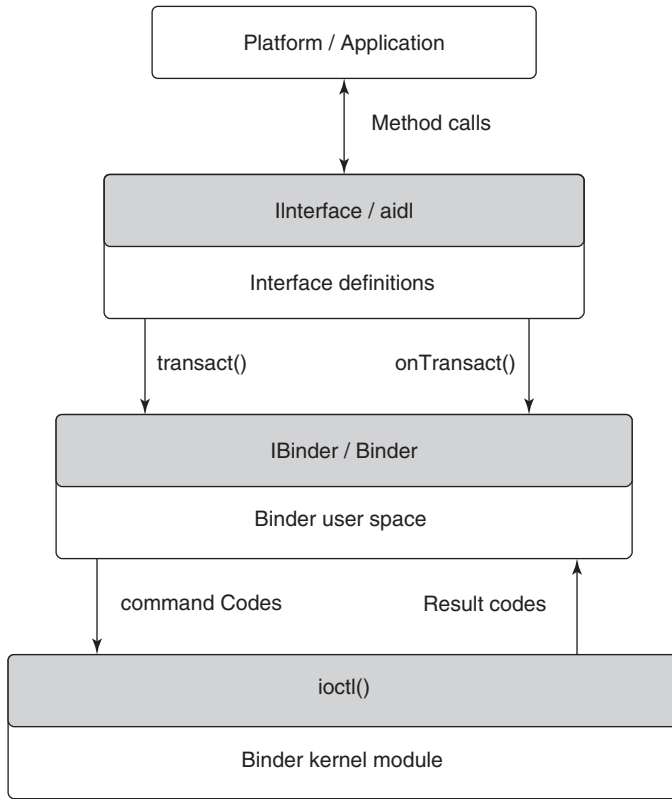 Platform / Application
Method calls
IInterface / aidl
Interface definitions
transact()
onTransact()
IBinder / Binder
Binder user space
command Codes
Result codes
ioctl()
Binder kernel module